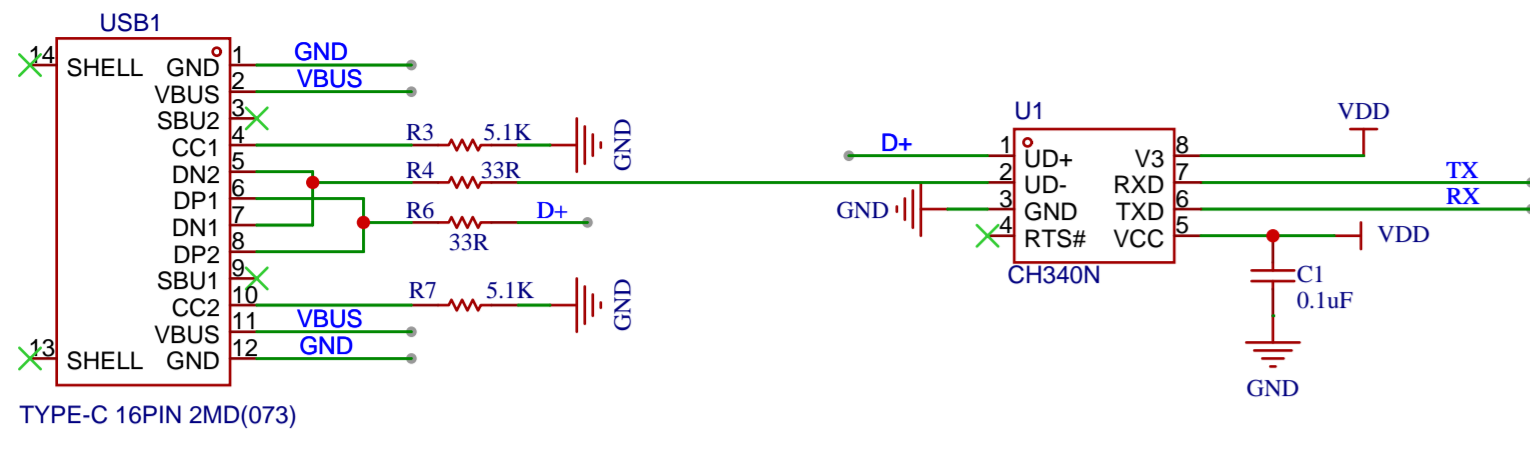 USB1
14 SHELL GND 1 GND
VBUS 2 VBUS
SBU2 3
CC1 4 R3 5.1K GND
DN2 5 R4 33R
DP1 6 R6 33R D+
DN1 7
DP2 8
SBU1 9
CC2 10 R7 5.1K GND
VBUS 11 VBUS
13 SHELL GND 12 GND
TYPE-C 16PIN 2MD(073)
U1
D+ 1 UD+ V3 8 VDD
2 UD- RXD 7 TX
GND 3 GND TXD 6 RX
4 RTS# VCC 5 VDD
CH340N
C1
0.1uF
GND